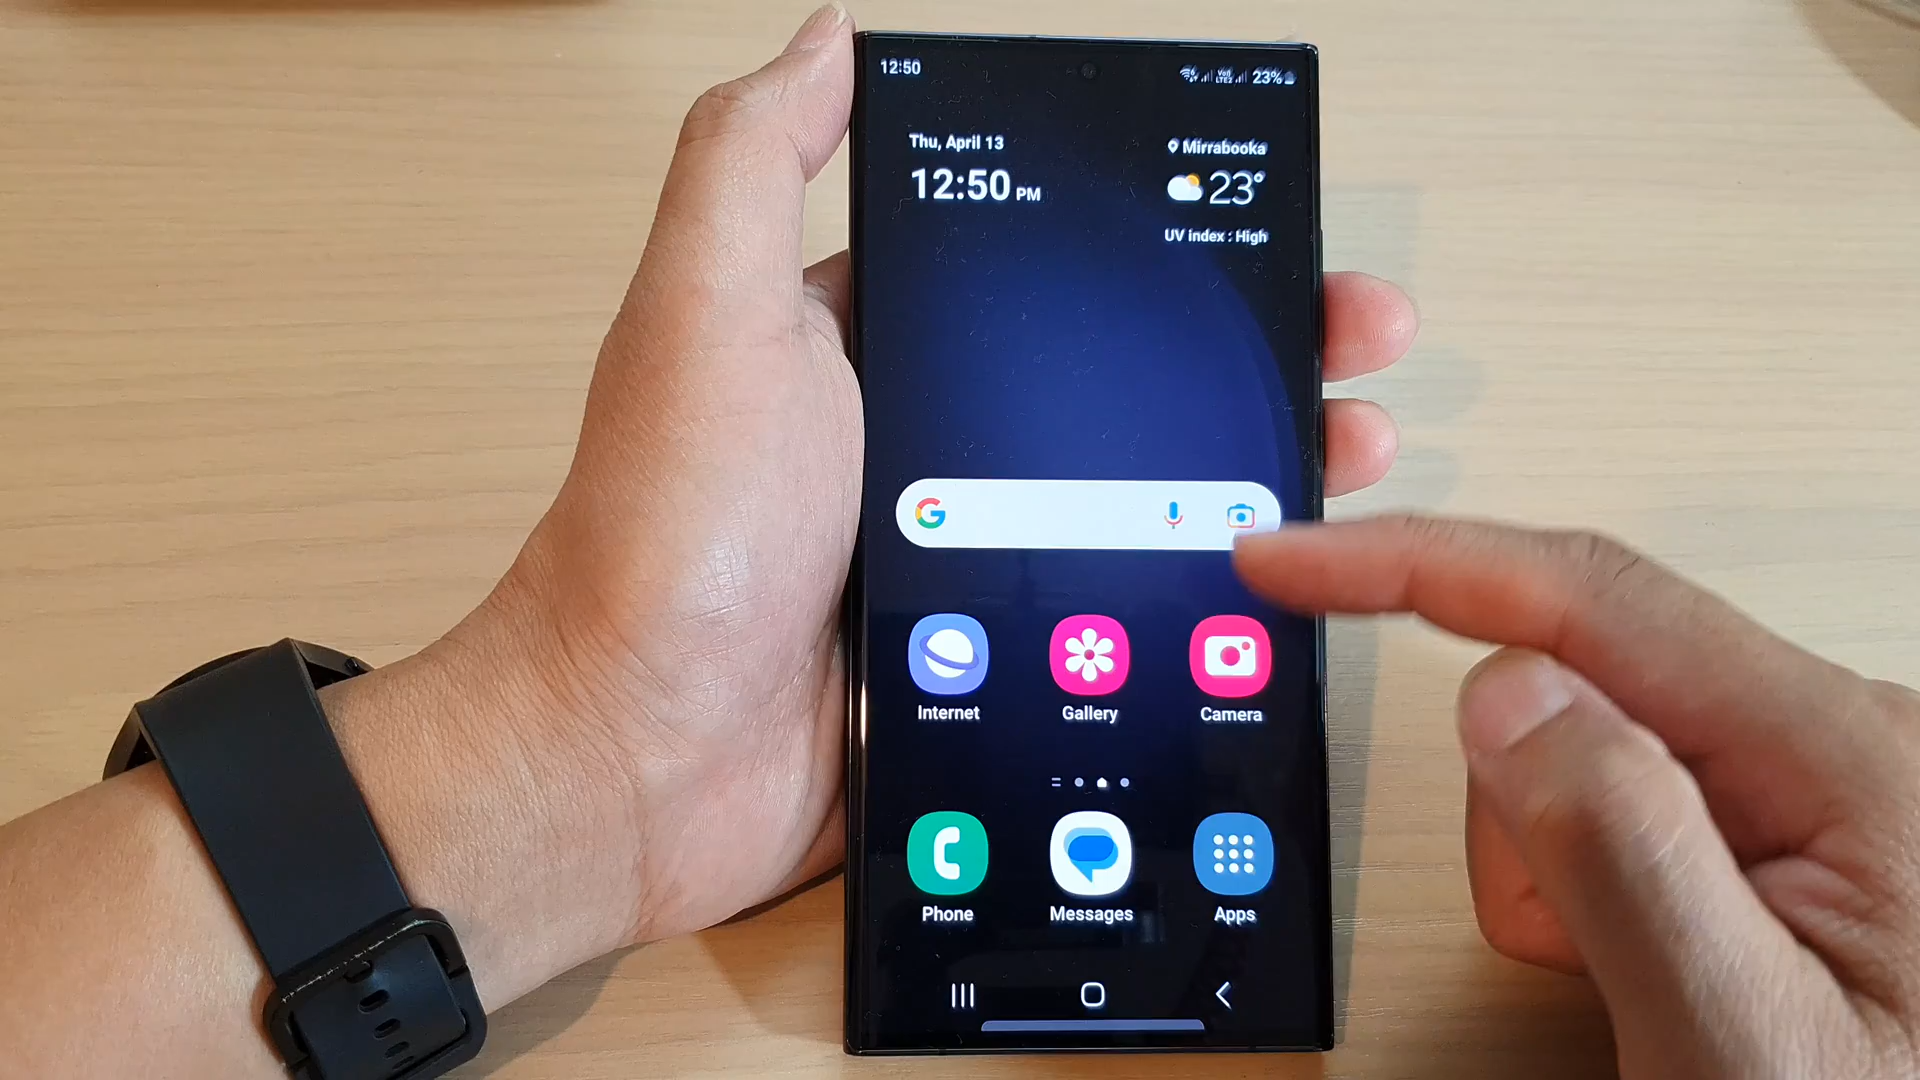 12:50
23%
Thu, April 13
12:50 PM
Mirrabooka
23°
UV index : High
G
Internet
Gallery
Camera
Phone
Messages
Apps